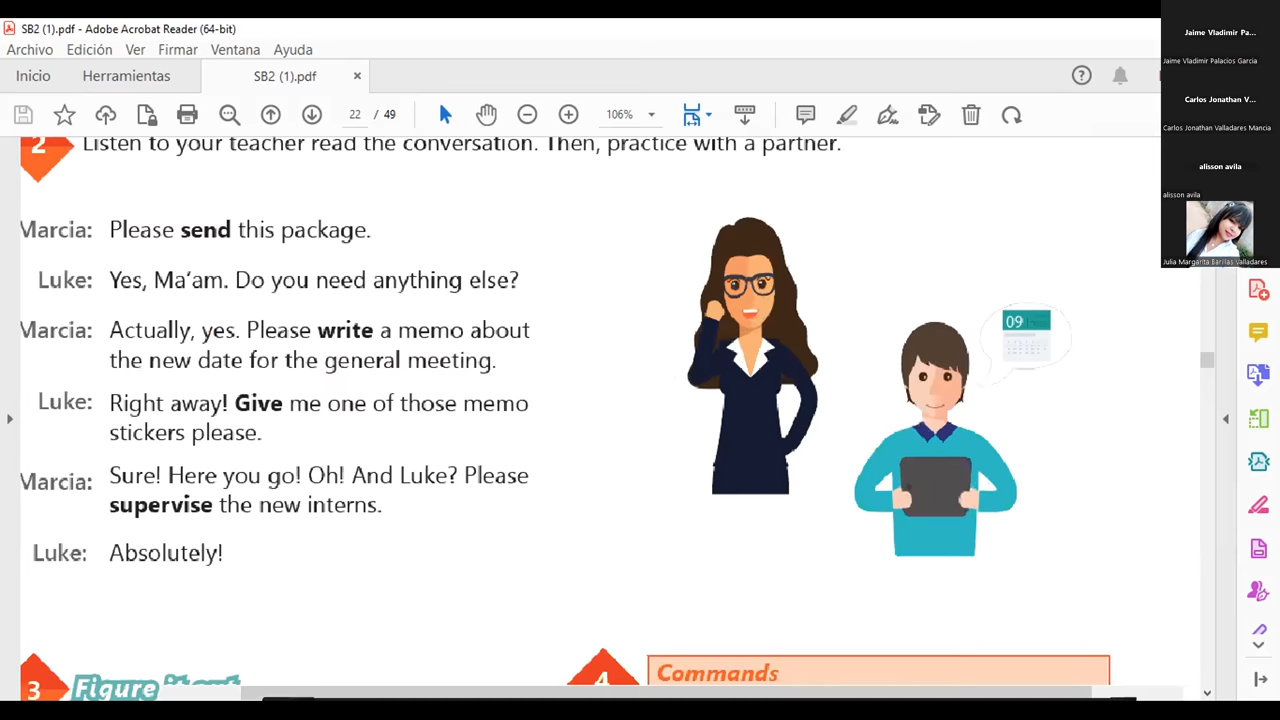 SB2 (1).pdf - Adobe Acrobat Reader (64-bit)
Archivo Edición Ver Firmar Ventana Ayuda
Inicio Herramientas SB2 (1).pdf ×
22 / 49 106%
2 Listen to your teacher read the conversation. Then, practice with a partner.
Marcia: Please send this package.
Luke: Yes, Ma‘am. Do you need anything else?
Marcia: Actually, yes. Please write a memo about
the new date for the general meeting.
Luke: Right away! Give me one of those memo
stickers please.
Marcia: Sure! Here you go! Oh! And Luke? Please
supervise the new interns.
Luke: Absolutely!
09
3 Figure it out
4 Commands
Jaime Vladimir Pa...
Jaime Vladimir Palacios Garcia
Carlos Jonathan V...
Carlos Jonathan Valladares Mancia
alisson avila
alisson avila
Julia Margarita Barillas Valladares